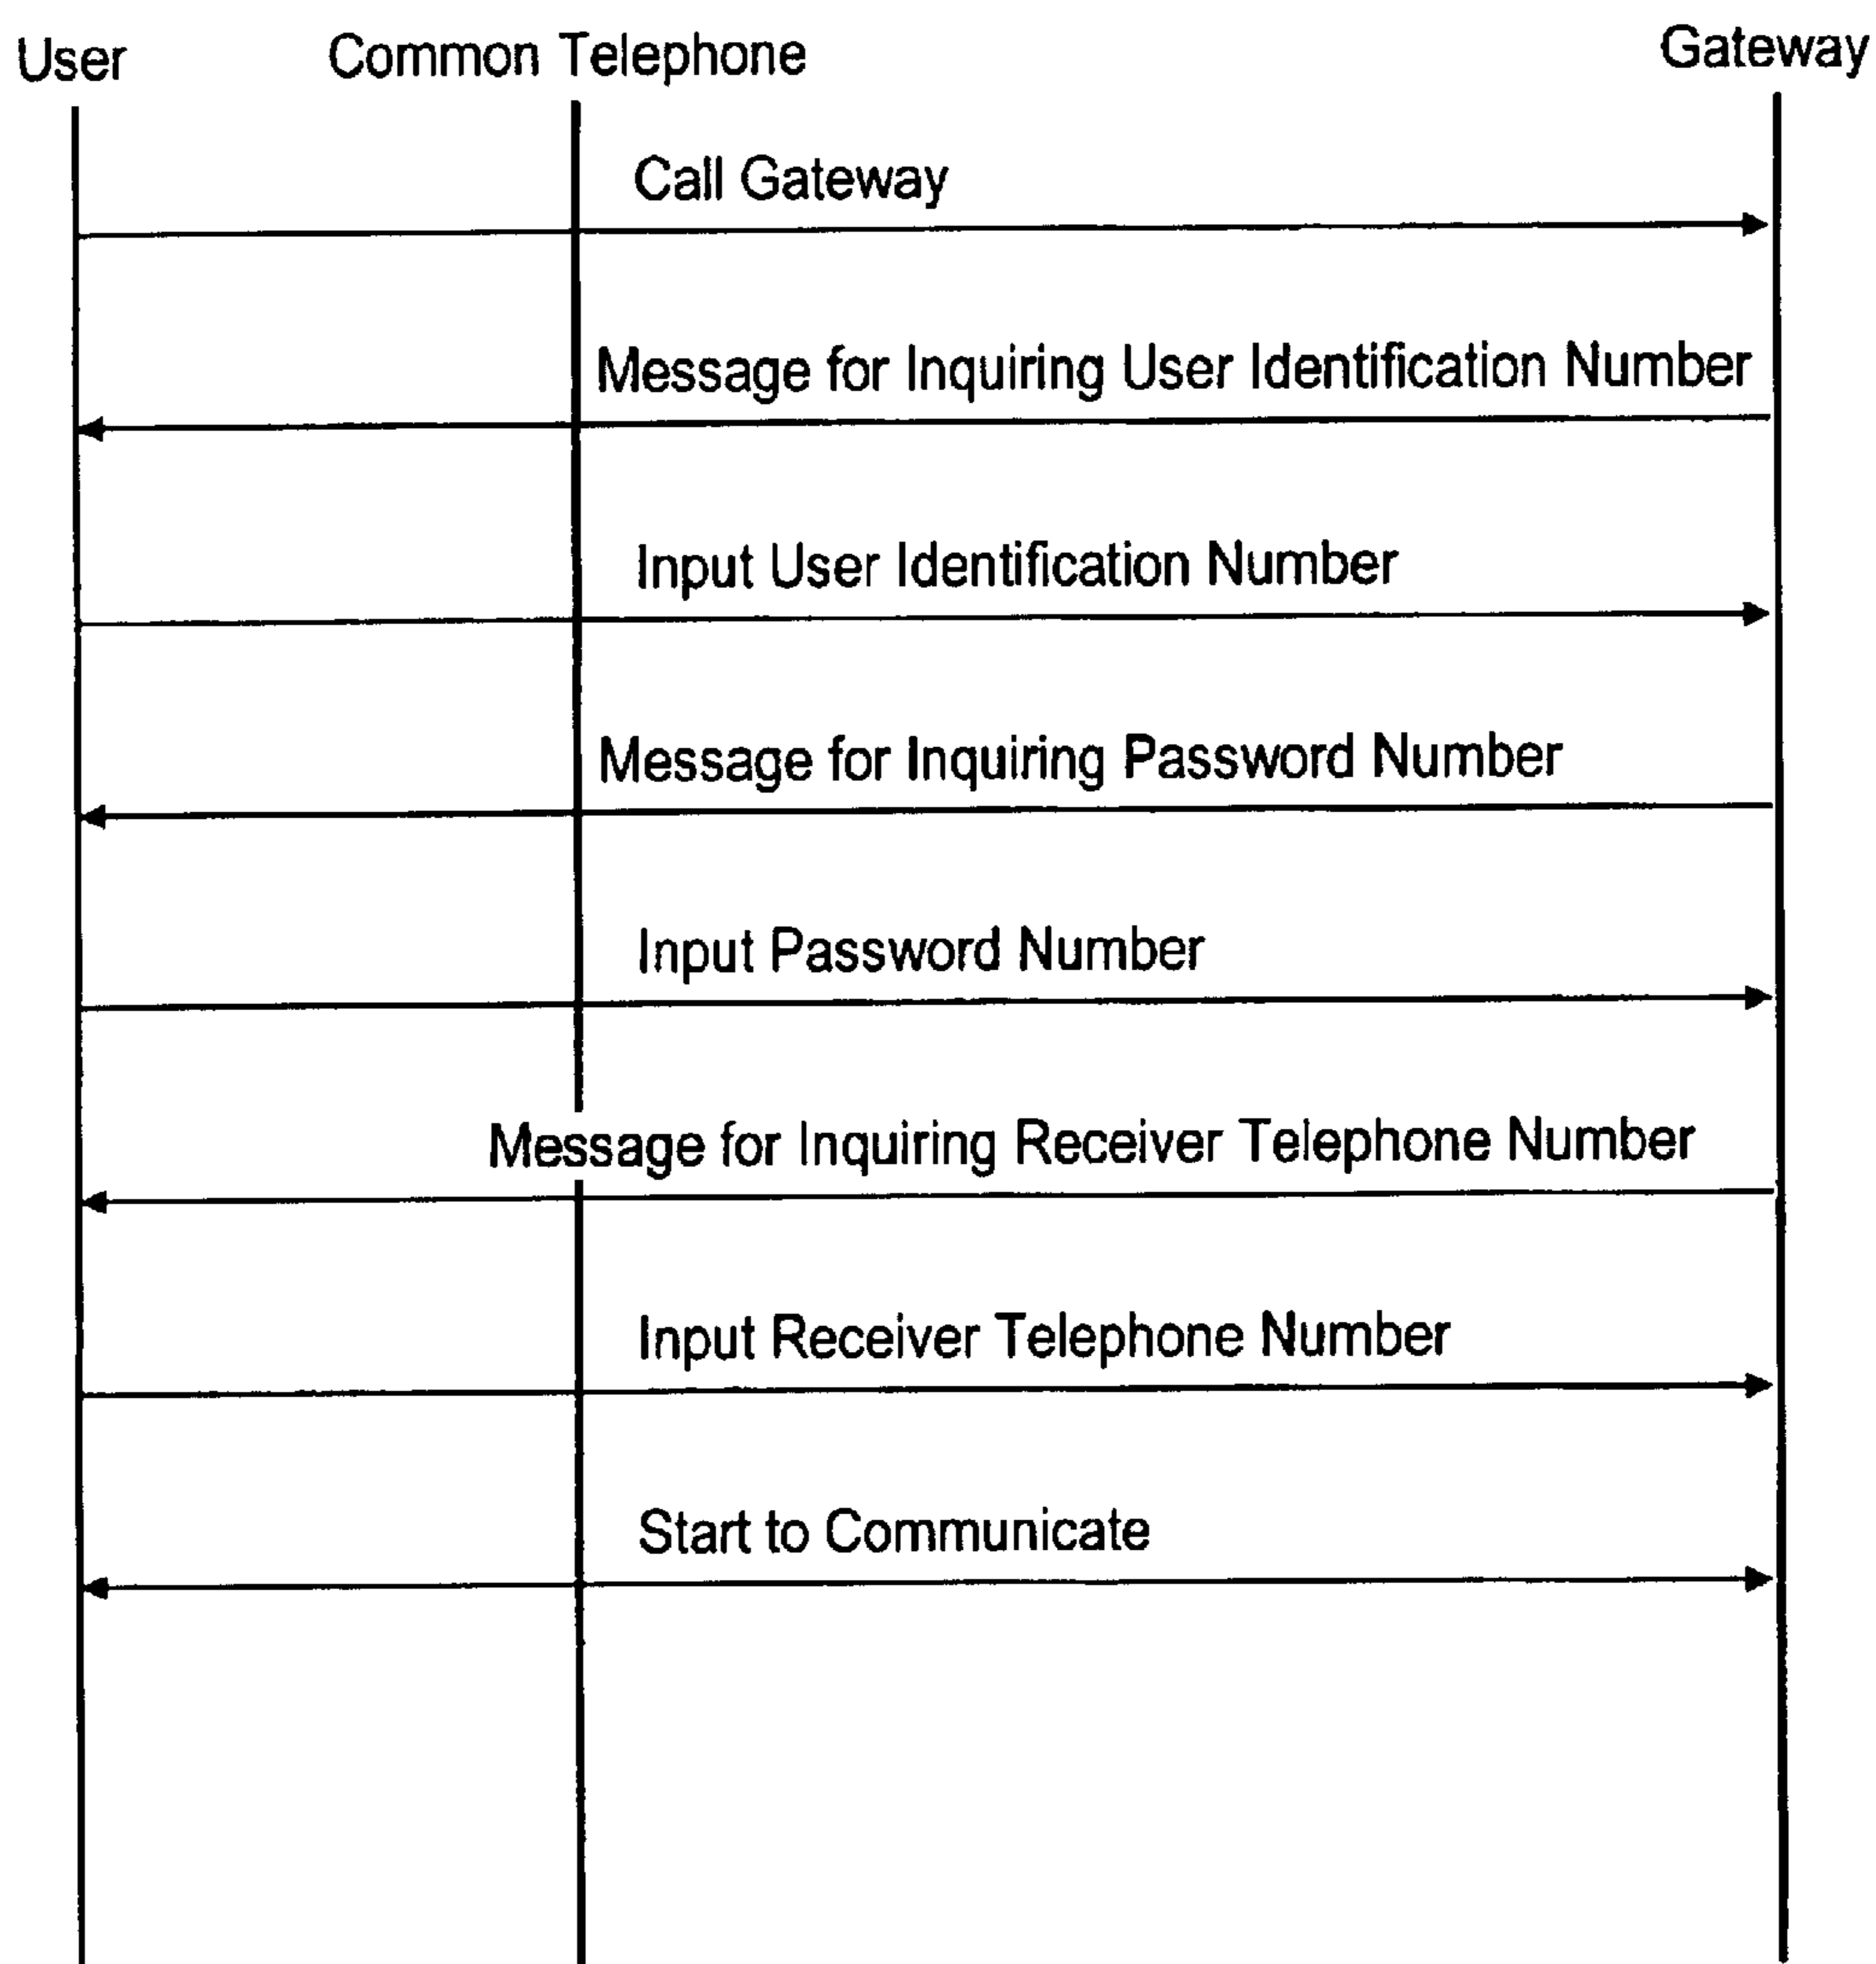 User Common Telephone Gateway
Call Gateway
Message for Inquiring User Identification Number
Input User Identification Number
Message for Inquiring Password Number
Input Password Number
Message for Inquiring Receiver Telephone Number
Input Receiver Telephone Number
Start to Communicate